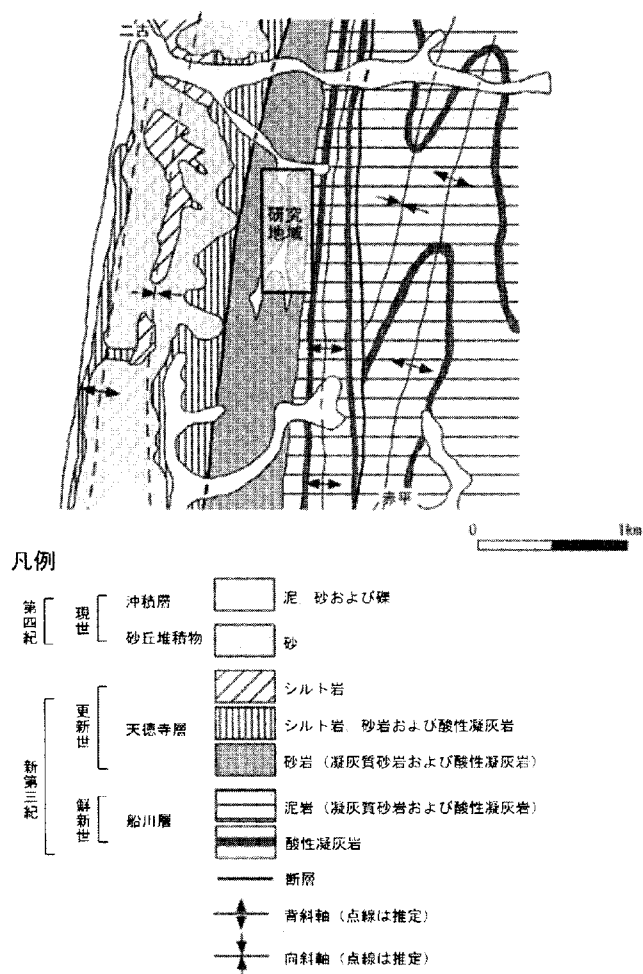 二古
研究
地域
赤平
0 1km
凡例
第四紀
現世
沖積層
泥、砂および礫
砂丘堆積物
砂
新第三紀
更新世
天徳寺層
シルト岩
シルト岩、砂岩および酸性凝灰岩
砂岩（凝灰質砂岩および酸性凝灰岩）
鮮新世
船川層
泥岩（凝灰質砂岩および酸性凝灰岩）
酸性凝灰岩
断層
背斜軸（点線は推定）
向斜軸（点線は推定）